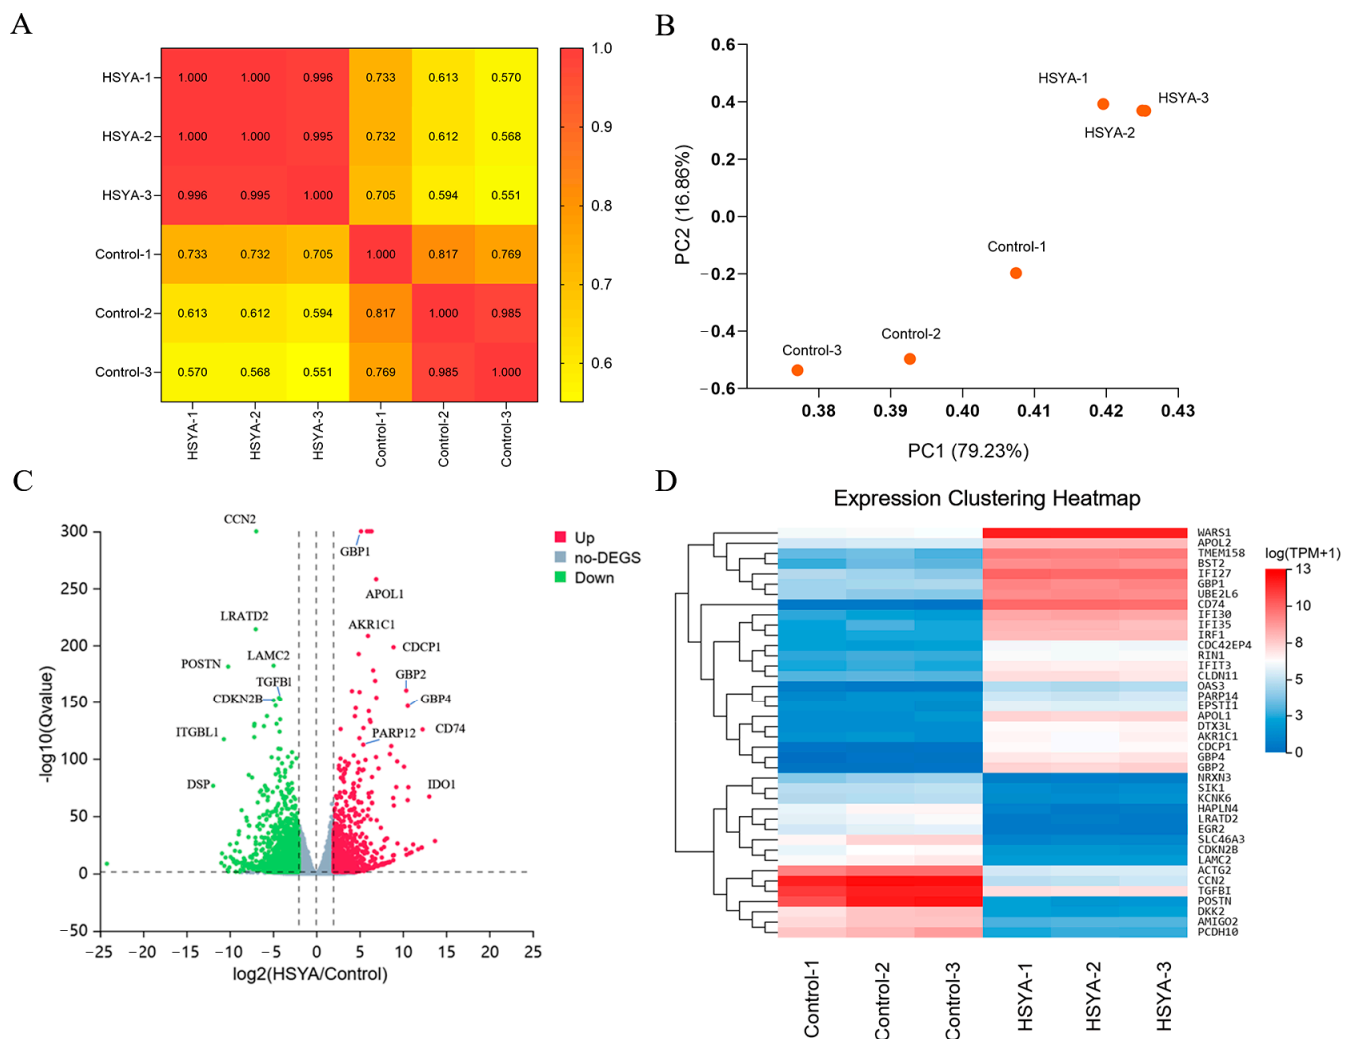 A
HSYA-1 1.000 1.000 0.996 0.733 0.613 0.570
HSYA-2 1.000 1.000 0.995 0.732 0.612 0.568
HSYA-3 0.996 0.995 1.000 0.705 0.594 0.551
Control-1 0.733 0.732 0.705 1.000 0.817 0.769
Control-2 0.613 0.612 0.594 0.817 1.000 0.985
Control-3 0.570 0.568 0.551 0.769 0.985 1.000
HSYA-1 HSYA-2 HSYA-3 Control-1 Control-2 Control-3
1.0
0.9
0.8
0.7
0.6
B
PC2 (16.86%)
0.6
0.4
0.2
0.0
−0.2
−0.4
−0.6
HSYA-1
HSYA-3
HSYA-2
Control-1
Control-2
Control-3
0.38 0.39 0.40 0.41 0.42 0.43
PC1 (79.23%)
C
-log10(Qvalue)
300
250
200
150
100
50
0
−50
CCN2
GBP1
APOL1
LRATD2
AKR1C1
LAMC2
CDCP1
POSTN
TGFBI
GBP2
CDKN2B
GBP4
ITGBL1
PARP12
CD74
DSP
IDO1
−25 −20 −15 −10 −5 0 5 10 15 20 25
log2(HSYA/Control)
Up
no-DEGS
Down
D
Expression Clustering Heatmap
WARS1
APOL2
TMEM158
BST2
IFI27
GBP1
UBE2L6
CD74
IFI30
IFI35
IRF1
CDC42EP4
RIN1
IFIT3
CLDN11
OAS3
PARP14
EPSTI1
APOL1
DTX3L
AKR1C1
CDCP1
GBP4
GBP2
NRXN3
SIK1
KCNK6
HAPLN4
LRATD2
EGR2
SLC46A3
CDKN2B
LAMC2
ACTG2
CCN2
TGFBI
POSTN
DKK2
AMIGO2
PCDH10
Control-1 Control-2 Control-3 HSYA-1 HSYA-2 HSYA-3
log(TPM+1)
13
10
8
5
3
0